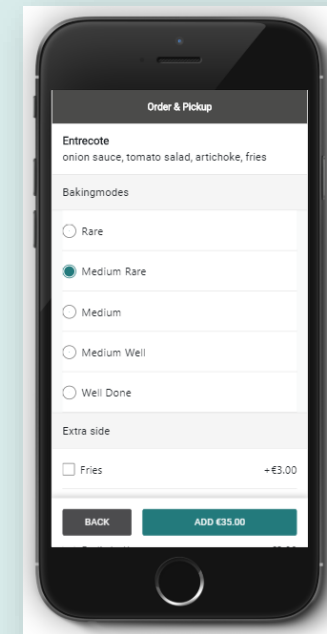 Order & Pickup
Entrecote
onion sauce, tomato salad, artichoke, fries
Bakingmodes
Rare
Medium Rare
Medium
Medium Well
Well Done
Extra side
Fries +€3.00
BACK ADD €35.00